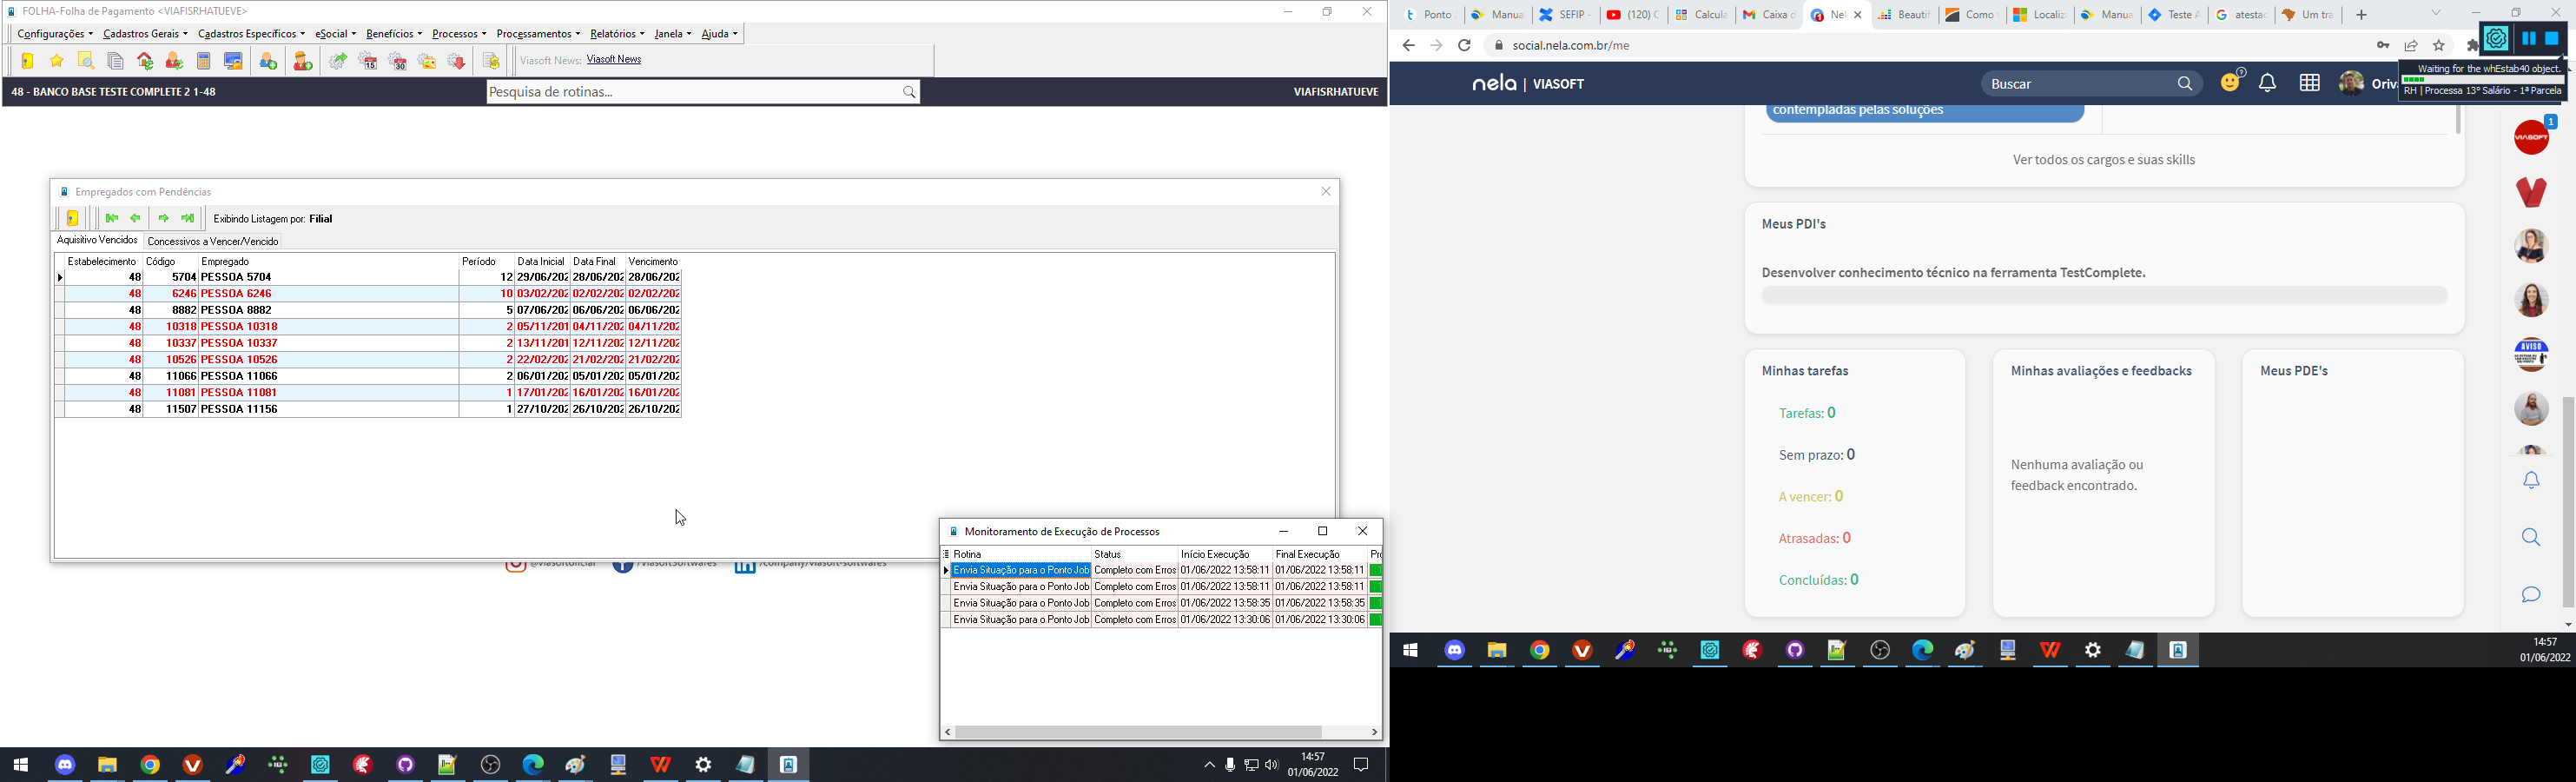 FOLHA-Folha de Pagamento <VIAFISRHATUEVE>
Configurações Cadastros Gerais Cadastros Específicos eSocial Benefícios Processos Processamentos Relatórios Janela Ajuda
Viasoft News: Viasoft News
48 - BANCO BASE TESTE COMPLETE 2 1-48
Pesquisa de rotinas...
VIAFISRHATUEVE
Empregados com Pendências
Exibindo Listagem por: Filial
Aquisitivo Vencidos Concessivos a Vencer/Vencido
Estabelecimento Código Empregado Período Data Inicial Data Final Vencimento
48 5704 PESSOA 5704 12 29/06/202 28/06/202 28/06/202
48 6246 PESSOA 6246 10 03/02/202 02/02/202 02/02/202
48 8882 PESSOA 8882 5 07/06/202 06/06/202 06/06/202
48 10318 PESSOA 10318 2 05/11/201 04/11/202 04/11/202
48 10337 PESSOA 10337 2 13/11/201 12/11/202 12/11/202
48 10526 PESSOA 10526 2 22/02/202 21/02/202 21/02/202
48 11066 PESSOA 11066 2 06/01/202 05/01/202 05/01/202
48 11081 PESSOA 11081 1 17/01/202 16/01/202 16/01/202
48 11507 PESSOA 11156 1 27/10/202 26/10/202 26/10/202
@viasoftoficial /ViasoftSoftwares /company/viasoft-softwares
Monitoramento de Execução de Processos
Rotina Status Início Execução Final Execução Pro
Envia Situação para o Ponto Job Completo com Erros 01/06/2022 13:58:11 01/06/2022 13:58:11
Envia Situação para o Ponto Job Completo com Erros 01/06/2022 13:58:11 01/06/2022 13:58:11
Envia Situação para o Ponto Job Completo com Erros 01/06/2022 13:58:35 01/06/2022 13:58:35
Envia Situação para o Ponto Job Completo com Erros 01/06/2022 13:30:06 01/06/2022 13:30:06
14:57
01/06/2022
Ponto Manua SEFIP - (120) C Calcula Caixa d Nel Beautif Como Localiz Manua Teste A atestac Um tra
social.nela.com.br/me
Waiting for the whEstab40 object.
RH | Processa 13º Salário - 1ª Parcela
nela | VIASOFT
Buscar
Oriva
contempladas pelas soluções
Ver todos os cargos e suas skills
VIASOFT
1
Meus PDI's
Desenvolver conhecimento técnico na ferramenta TestComplete.
AVISO
Minhas tarefas
Tarefas: 0
Sem prazo: 0
A vencer: 0
Atrasadas: 0
Concluídas: 0
Minhas avaliações e feedbacks
Nenhuma avaliação ou
feedback encontrado.
Meus PDE's
14:57
01/06/2022